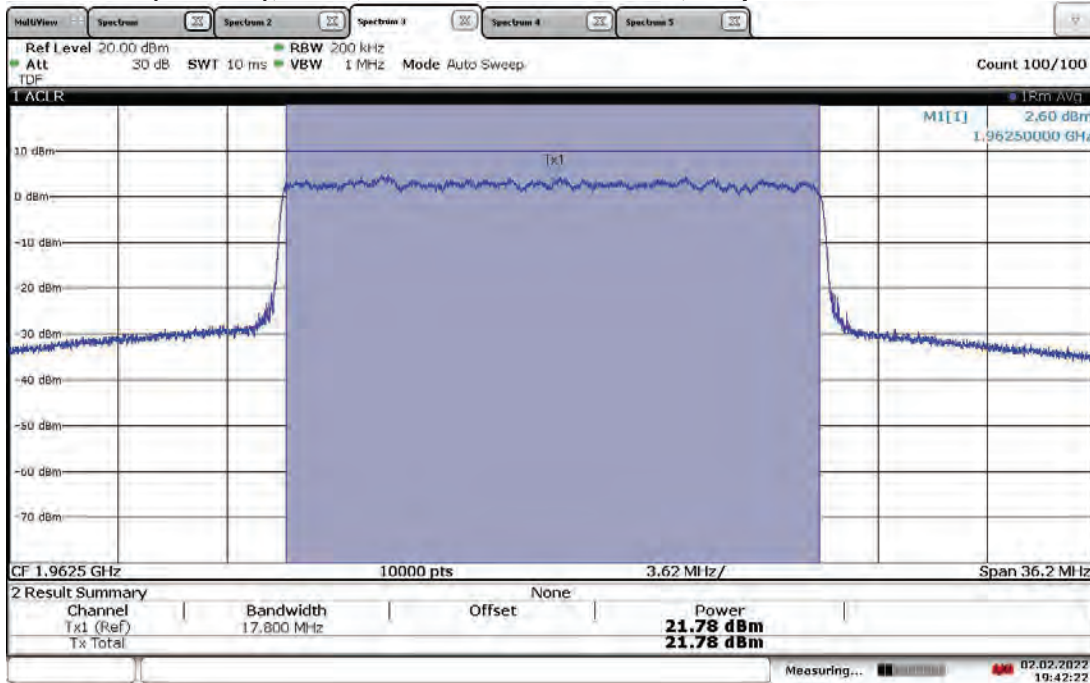 MultiView Spectrum Spectrum 2 Spectrum 3 Spectrum 4 Spectrum 5
Ref Level 20.00 dBm RBW 200 kHz
Att 30 dB SWT 10 ms VBW 1 MHz Mode Auto Sweep Count 100/100
TDF
1 ACLR 1Rm Avg
M1[1] 2.60 dBm
1.96250000 GHz
10 dBm
Tx1
0 dBm
-10 dBm
-20 dBm
-30 dBm
-40 dBm
-50 dBm
-60 dBm
-70 dBm
CF 1.9625 GHz 10000 pts 3.62 MHz/ Span 36.2 MHz
2 Result Summary None
Channel Bandwidth Offset Power
Tx1 (Ref) 17.800 MHz 21.78 dBm
Tx Total 21.78 dBm
Measuring... 02.02.2022
19:42:22